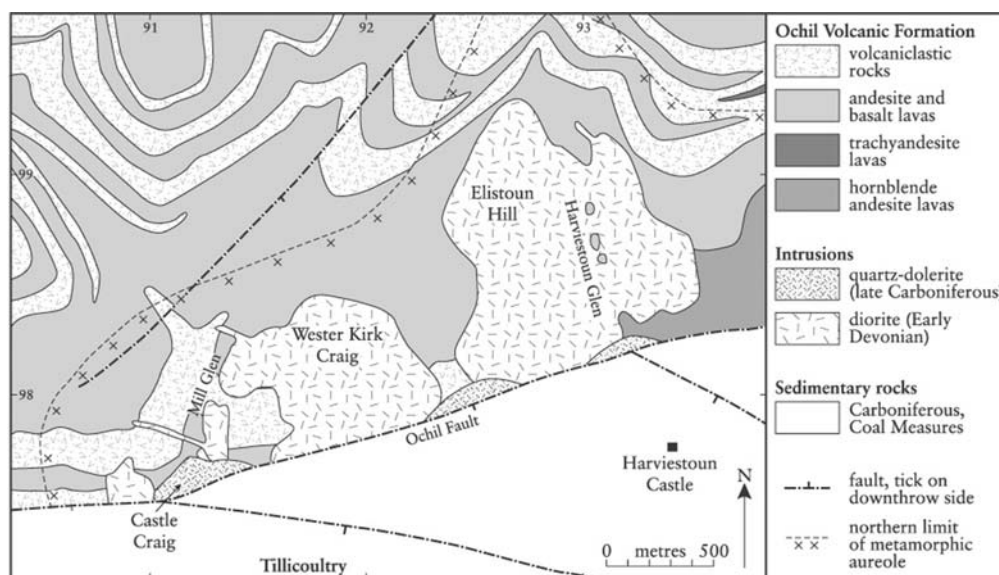 91
92
93
99
98
Elistoun
Hill
Harviestoun Glen
Wester Kirk
Craig
Mill Glen
Ochil Fault
Harviestoun
Castle
Castle
Craig
Tillicoultry
N
0 metres 500
Ochil Volcanic Formation
volcaniclastic
rocks
andesite and
basalt lavas
trachyandesite
lavas
hornblende
andesite lavas
Intrusions
quartz-dolerite
(late Carboniferous)
diorite (Early
Devonian)
Sedimentary rocks
Carboniferous,
Coal Measures
fault, tick on
downthrow side
northern limit
of metamorphic
aureole